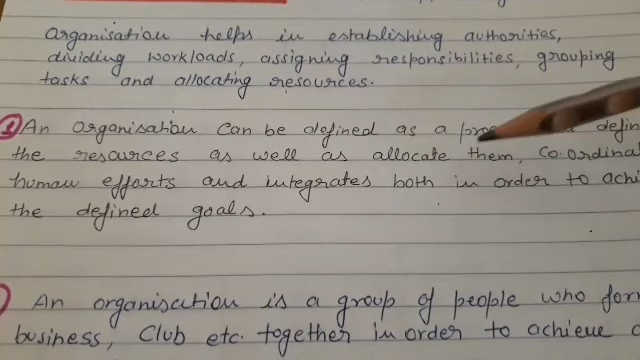 Organisation helps in establishing authorities,
dividing workloads, assigning responsibilities, grouping
tasks and allocating resources.
1 An organisation can be defined as a
the resources as well as allocate them, Co-ordina
human efforts and integrates both in order to achi
the defined goals.
An organisation is a group of people who for
business, Club etc. together in order to achieve